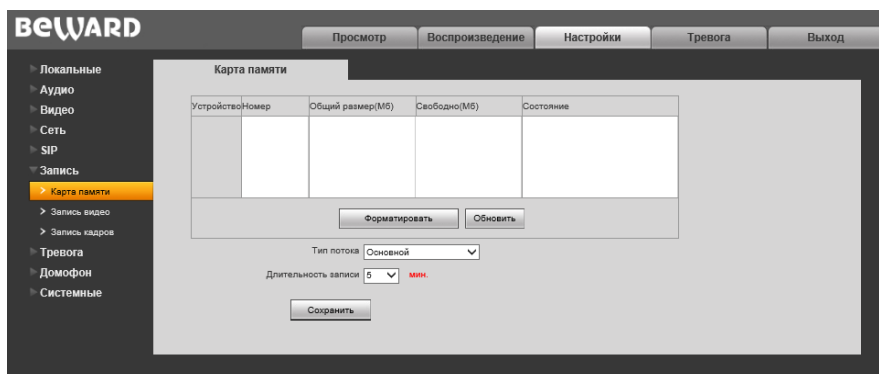 BEWARD
Просмотр Воспроизведение Настройки Тревога Выход
Локальные
Аудио
Видео
Сеть
SIP
Запись
Карта памяти
Запись видео
Запись кадров
Тревога
Домофон
Системные
Карта памяти
Устройство Номер Общий размер(Мб) Свободно(Мб) Состояние
Форматировать Обновить
Тип потока Основной
Длительность записи 5 мин.
Сохранить